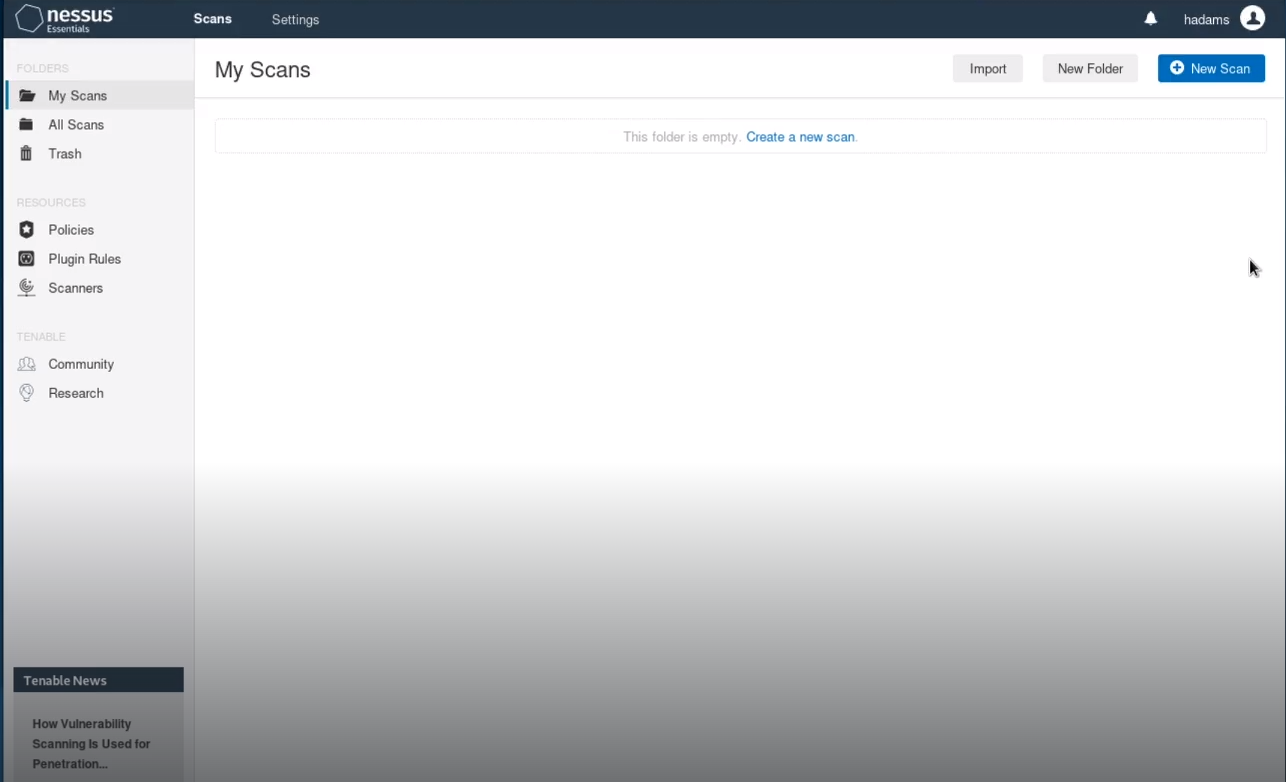 nessus
Essentials
Scans
Settings
hadams
FOLDERS
My Scans
All Scans
Trash
RESOURCES
Policies
Plugin Rules
Scanners
TENABLE
Community
Research
Tenable News
How Vulnerability
Scanning Is Used for
Penetration...
My Scans
Import
New Folder
New Scan
This folder is empty. Create a new scan.